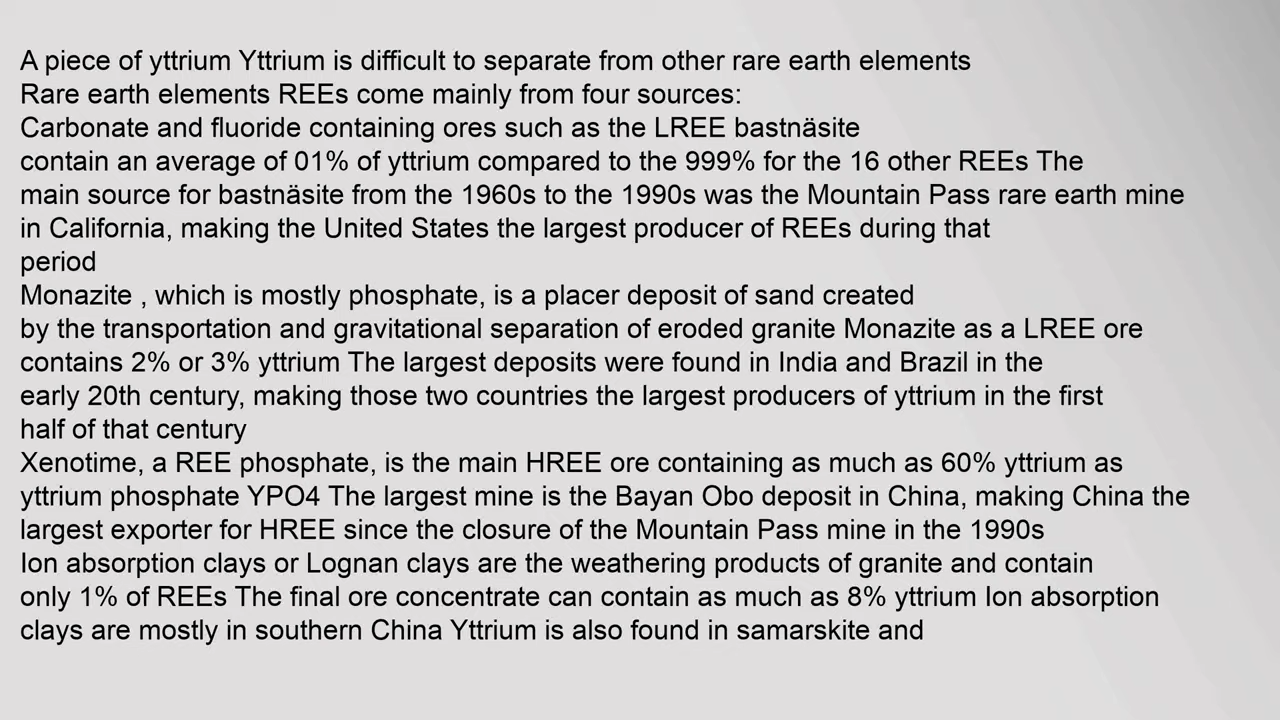 A piece of yttrium Yttrium is difficult to separate from other rare earth elements
Rare earth elements REEs come mainly from four sources:
Carbonate and fluoride containing ores such as the LREE bastnäsite
contain an average of 01% of yttrium compared to the 999% for the 16 other REEs The
main source for bastnäsite from the 1960s to the 1990s was the Mountain Pass rare earth mine
in California, making the United States the largest producer of REEs during that
period
Monazite , which is mostly phosphate, is a placer deposit of sand created
by the transportation and gravitational separation of eroded granite Monazite as a LREE ore
contains 2% or 3% yttrium The largest deposits were found in India and Brazil in the
early 20th century, making those two countries the largest producers of yttrium in the first
half of that century
Xenotime, a REE phosphate, is the main HREE ore containing as much as 60% yttrium as
yttrium phosphate YPO4 The largest mine is the Bayan Obo deposit in China, making China the
largest exporter for HREE since the closure of the Mountain Pass mine in the 1990s
Ion absorption clays or Lognan clays are the weathering products of granite and contain
only 1% of REEs The final ore concentrate can contain as much as 8% yttrium Ion absorption
clays are mostly in southern China Yttrium is also found in samarskite and